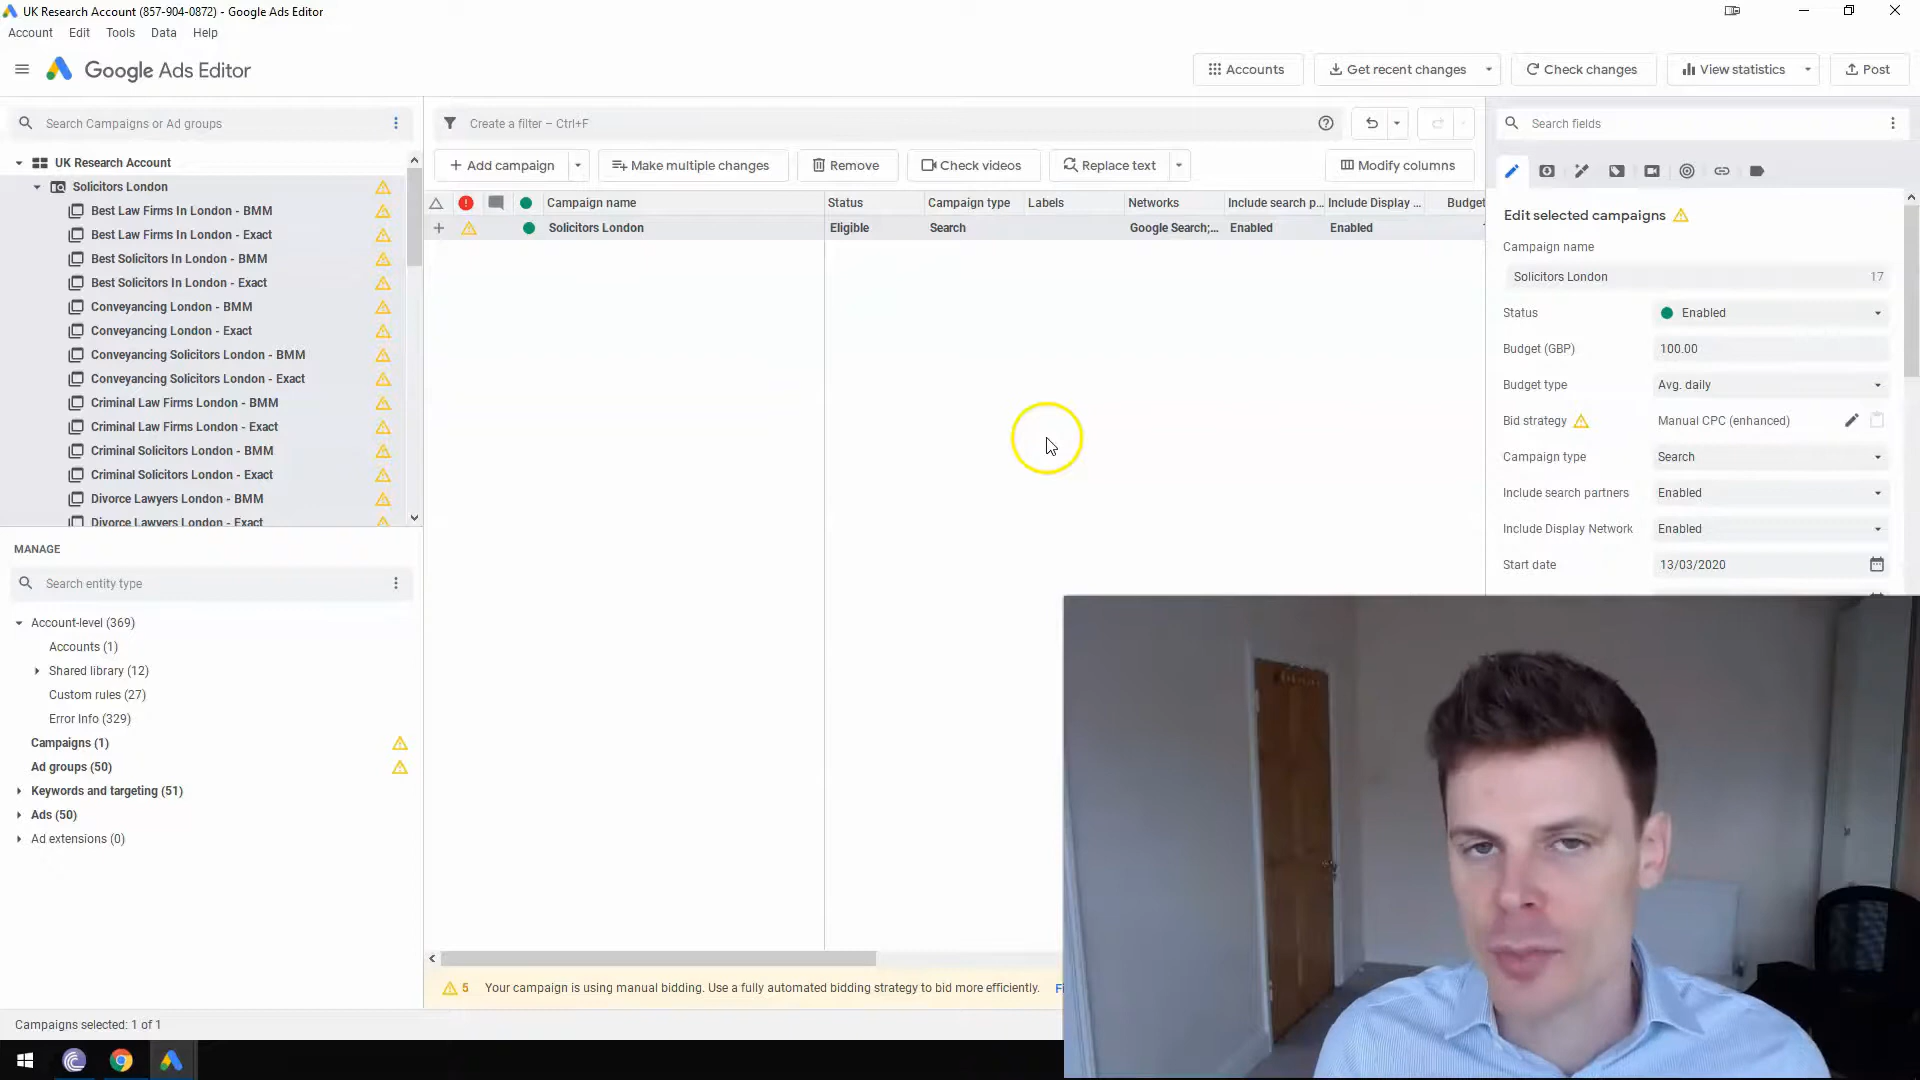 UK Research Account (857-904-0872) - Google Ads Editor
Account Edit Tools Data Help
Google Ads Editor
Accounts Get recent changes Check changes View statistics Post
Search Campaigns or Ad groups
Create a filter – Ctrl+F
Search fields
Add campaign Make multiple changes Remove Check videos Replace text Modify columns
UK Research Account
Solicitors London
Best Law Firms In London - BMM
Best Law Firms In London - Exact
Best Solicitors In London - BMM
Best Solicitors In London - Exact
Conveyancing London - BMM
Conveyancing London - Exact
Conveyancing Solicitors London - BMM
Conveyancing Solicitors London - Exact
Criminal Law Firms London - BMM
Criminal Law Firms London - Exact
Criminal Solicitors London - BMM
Criminal Solicitors London - Exact
Divorce Lawyers London - BMM
Divorce Lawyers London - Exact
Campaign name Status Campaign type Labels Networks Include search p... Include Display ... Budget
Solicitors London Eligible Search Google Search;... Enabled Enabled
Edit selected campaigns
Campaign name
Solicitors London 17
Status Enabled
Budget (GBP) 100.00
Budget type Avg. daily
Bid strategy Manual CPC (enhanced)
Campaign type Search
Include search partners Enabled
Include Display Network Enabled
Start date 13/03/2020
MANAGE
Search entity type
Account-level (369)
Accounts (1)
Shared library (12)
Custom rules (27)
Error Info (329)
Campaigns (1)
Ad groups (50)
Keywords and targeting (51)
Ads (50)
Ad extensions (0)
5 Your campaign is using manual bidding. Use a fully automated bidding strategy to bid more efficiently.
Campaigns selected: 1 of 1